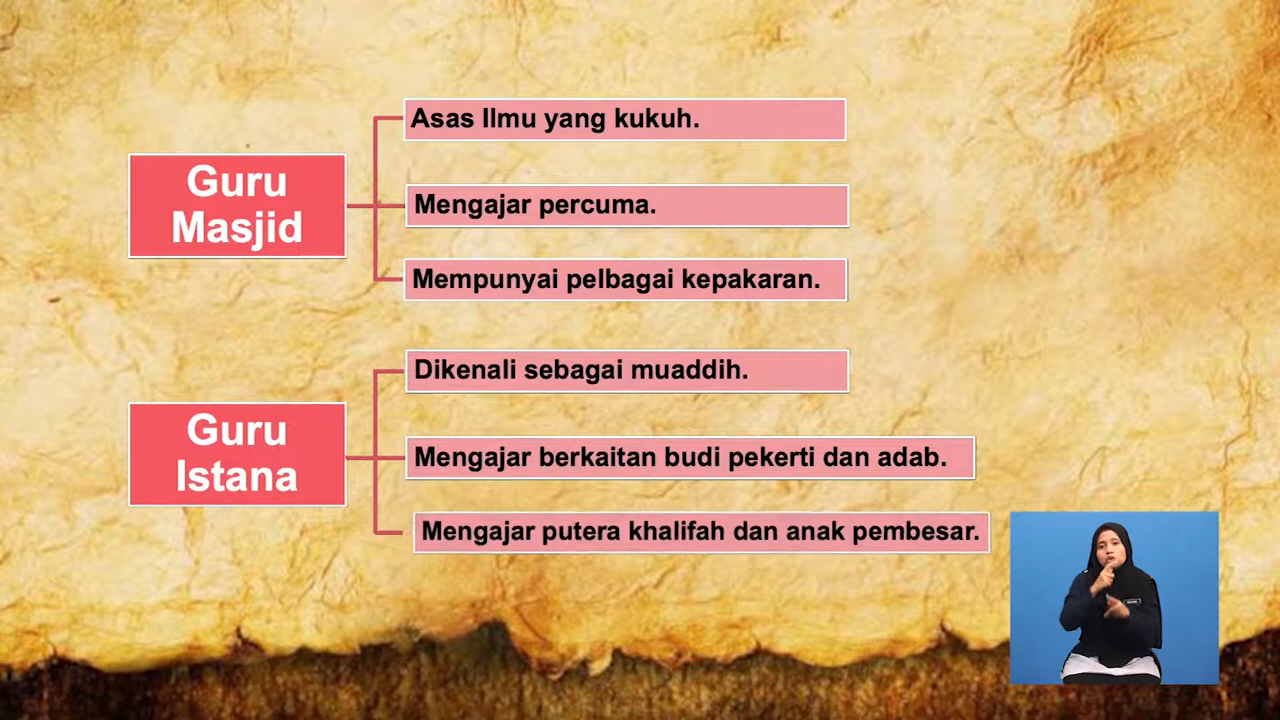 Asas Ilmu yang kukuh.
Guru
Masjid
Mengajar percuma.
Mempunyai pelbagai kepakaran.
Dikenali sebagai muaddih.
Guru
Istana
Mengajar berkaitan budi pekerti dan adab.
Mengajar putera khalifah dan anak pembesar.